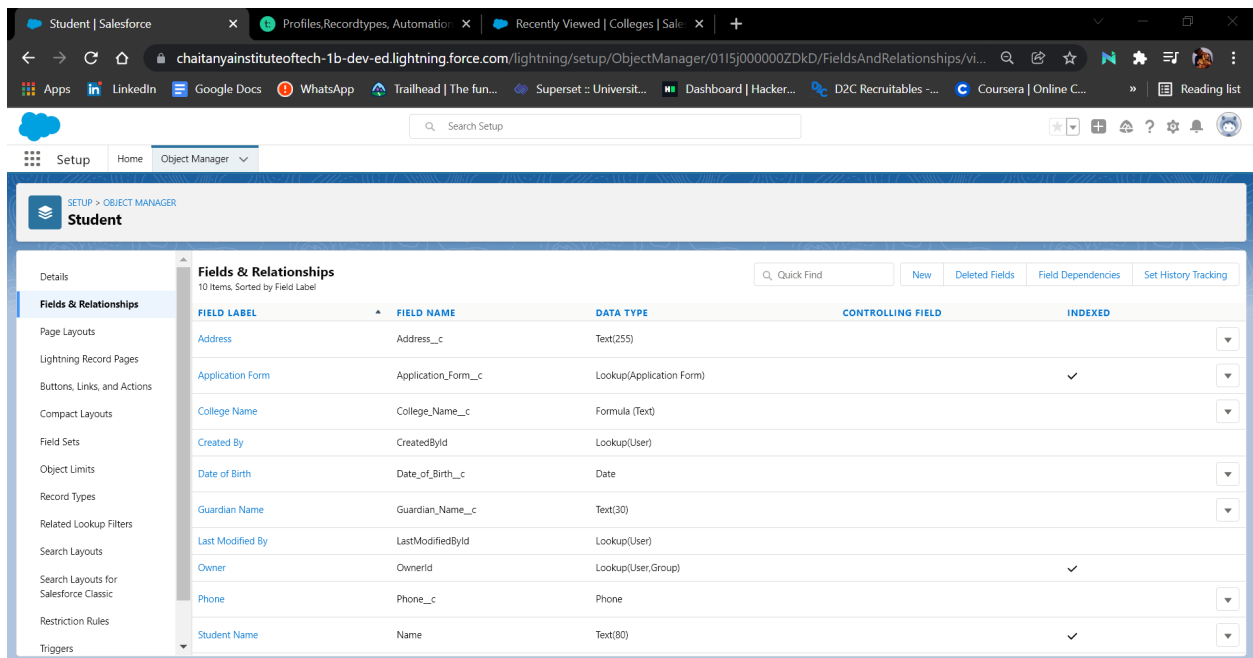 Student | Salesforce
Profiles,Recordtypes, Automation
Recently Viewed | Colleges | Sale
chaitanyainstituteoftech-1b-dev-ed.lightning.force.com/lightning/setup/ObjectManager/01I5j000000ZDkD/FieldsAndRelationships/vi...
Apps LinkedIn Google Docs WhatsApp Trailhead | The fun... Superset :: Universit... Dashboard | Hacker... D2C Recruitables -... Coursera | Online C... » Reading list
Search Setup
Setup Home Object Manager
SETUP > OBJECT MANAGER
Student
Details
Fields & Relationships
Page Layouts
Lightning Record Pages
Buttons, Links, and Actions
Compact Layouts
Field Sets
Object Limits
Record Types
Related Lookup Filters
Search Layouts
Search Layouts for
Salesforce Classic
Restriction Rules
Triggers
Fields & Relationships
10 Items, Sorted by Field Label
Quick Find New Deleted Fields Field Dependencies Set History Tracking
FIELD LABEL FIELD NAME DATA TYPE CONTROLLING FIELD INDEXED
Address Address__c Text(255)
Application Form Application_Form__c Lookup(Application Form)
College Name College_Name__c Formula (Text)
Created By CreatedById Lookup(User)
Date of Birth Date_of_Birth__c Date
Guardian Name Guardian_Name__c Text(30)
Last Modified By LastModifiedById Lookup(User)
Owner OwnerId Lookup(User,Group)
Phone Phone__c Phone
Student Name Name Text(80)